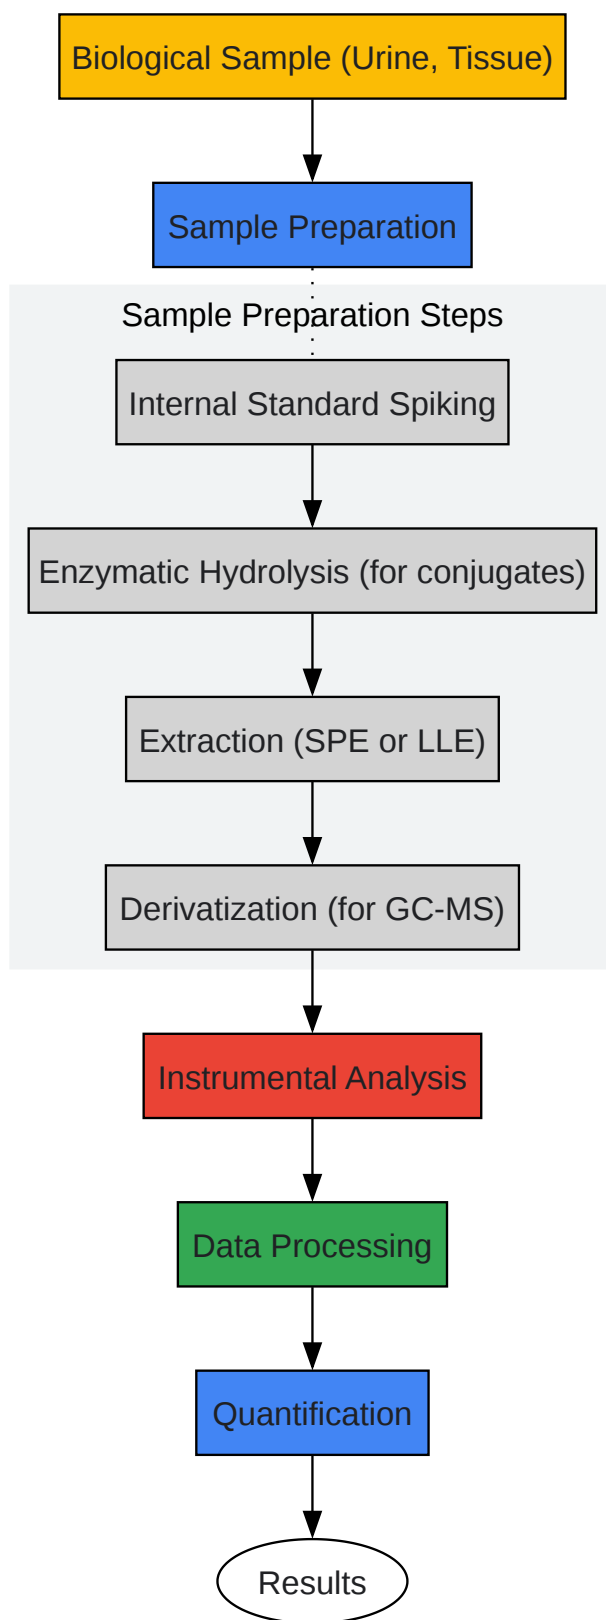 Biological Sample (Urine, Tissue)
Sample Preparation
Sample Preparation Steps
Internal Standard Spiking
Enzymatic Hydrolysis (for conjugates)
Extraction (SPE or LLE)
Derivatization (for GC-MS)
Instrumental Analysis
Data Processing
Quantification
Results